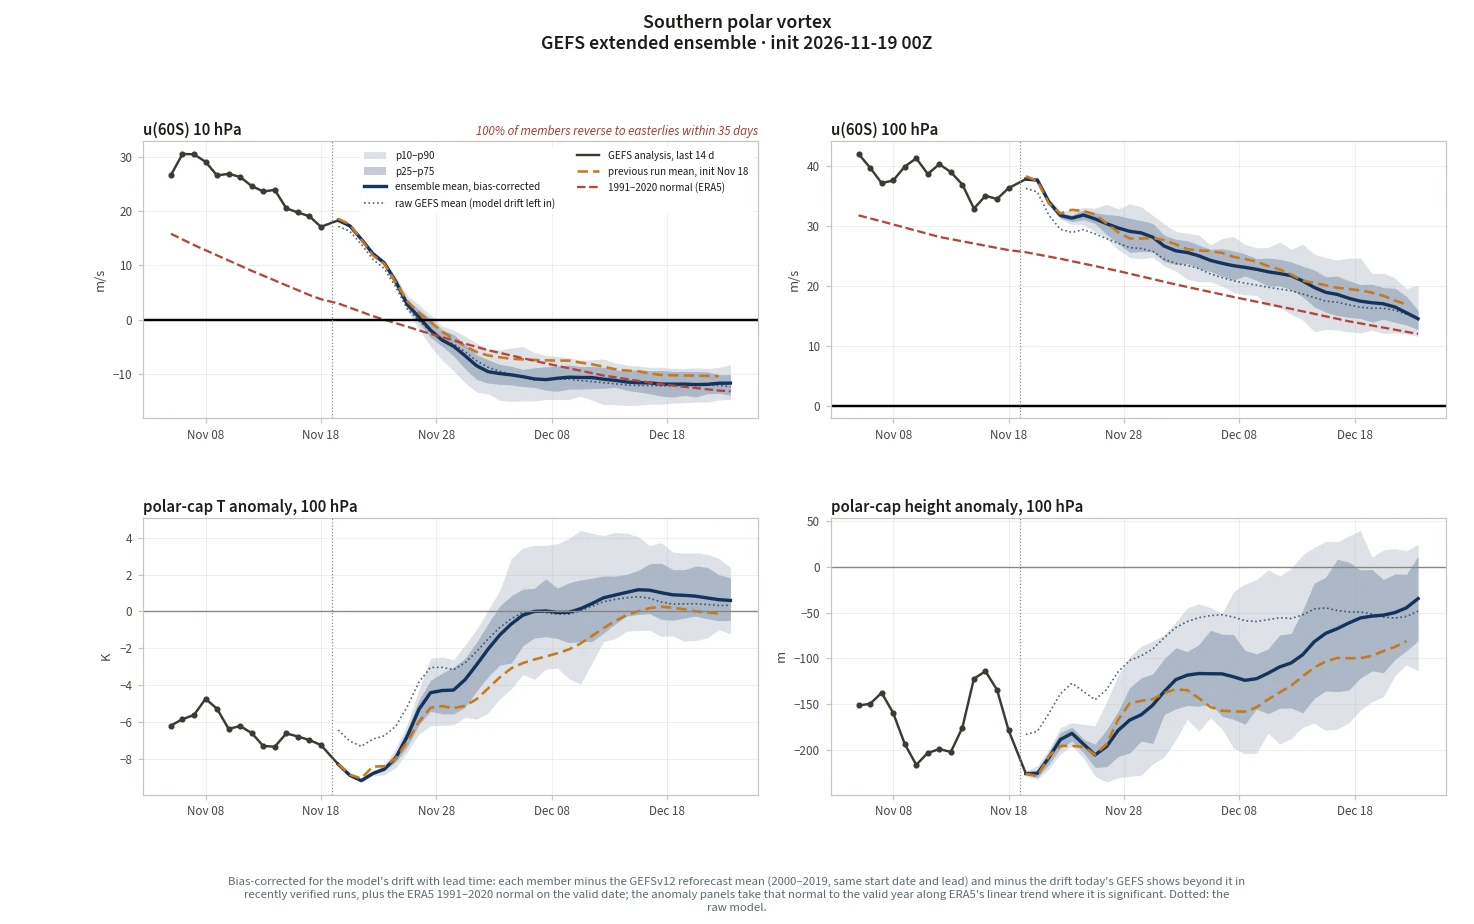 Southern polar vortex
GEFS extended ensemble · init 2026-11-19 00Z
u(60S) 10 hPa
100% of members reverse to easterlies within 35 days
p10–p90
p25–p75
ensemble mean, bias-corrected
raw GEFS mean (model drift left in)
GEFS analysis, last 14 d
previous run mean, init Nov 18
1991–2020 normal (ERA5)
m/s
30
20
10
0
−10
Nov 08
Nov 18
Nov 28
Dec 08
Dec 18
u(60S) 100 hPa
m/s
40
30
20
10
0
Nov 08
Nov 18
Nov 28
Dec 08
Dec 18
polar-cap T anomaly, 100 hPa
K
4
2
0
−2
−4
−6
−8
Nov 08
Nov 18
Nov 28
Dec 08
Dec 18
polar-cap height anomaly, 100 hPa
m
50
0
−50
−100
−150
−200
Nov 08
Nov 18
Nov 28
Dec 08
Dec 18
Bias-corrected for the model's drift with lead time: each member minus the GEFSv12 reforecast mean (2000–2019, same start date and lead) and minus the drift today's GEFS shows beyond it in
recently verified runs, plus the ERA5 1991–2020 normal on the valid date; the anomaly panels take that normal to the valid year along ERA5's linear trend where it is significant. Dotted: the
raw model.